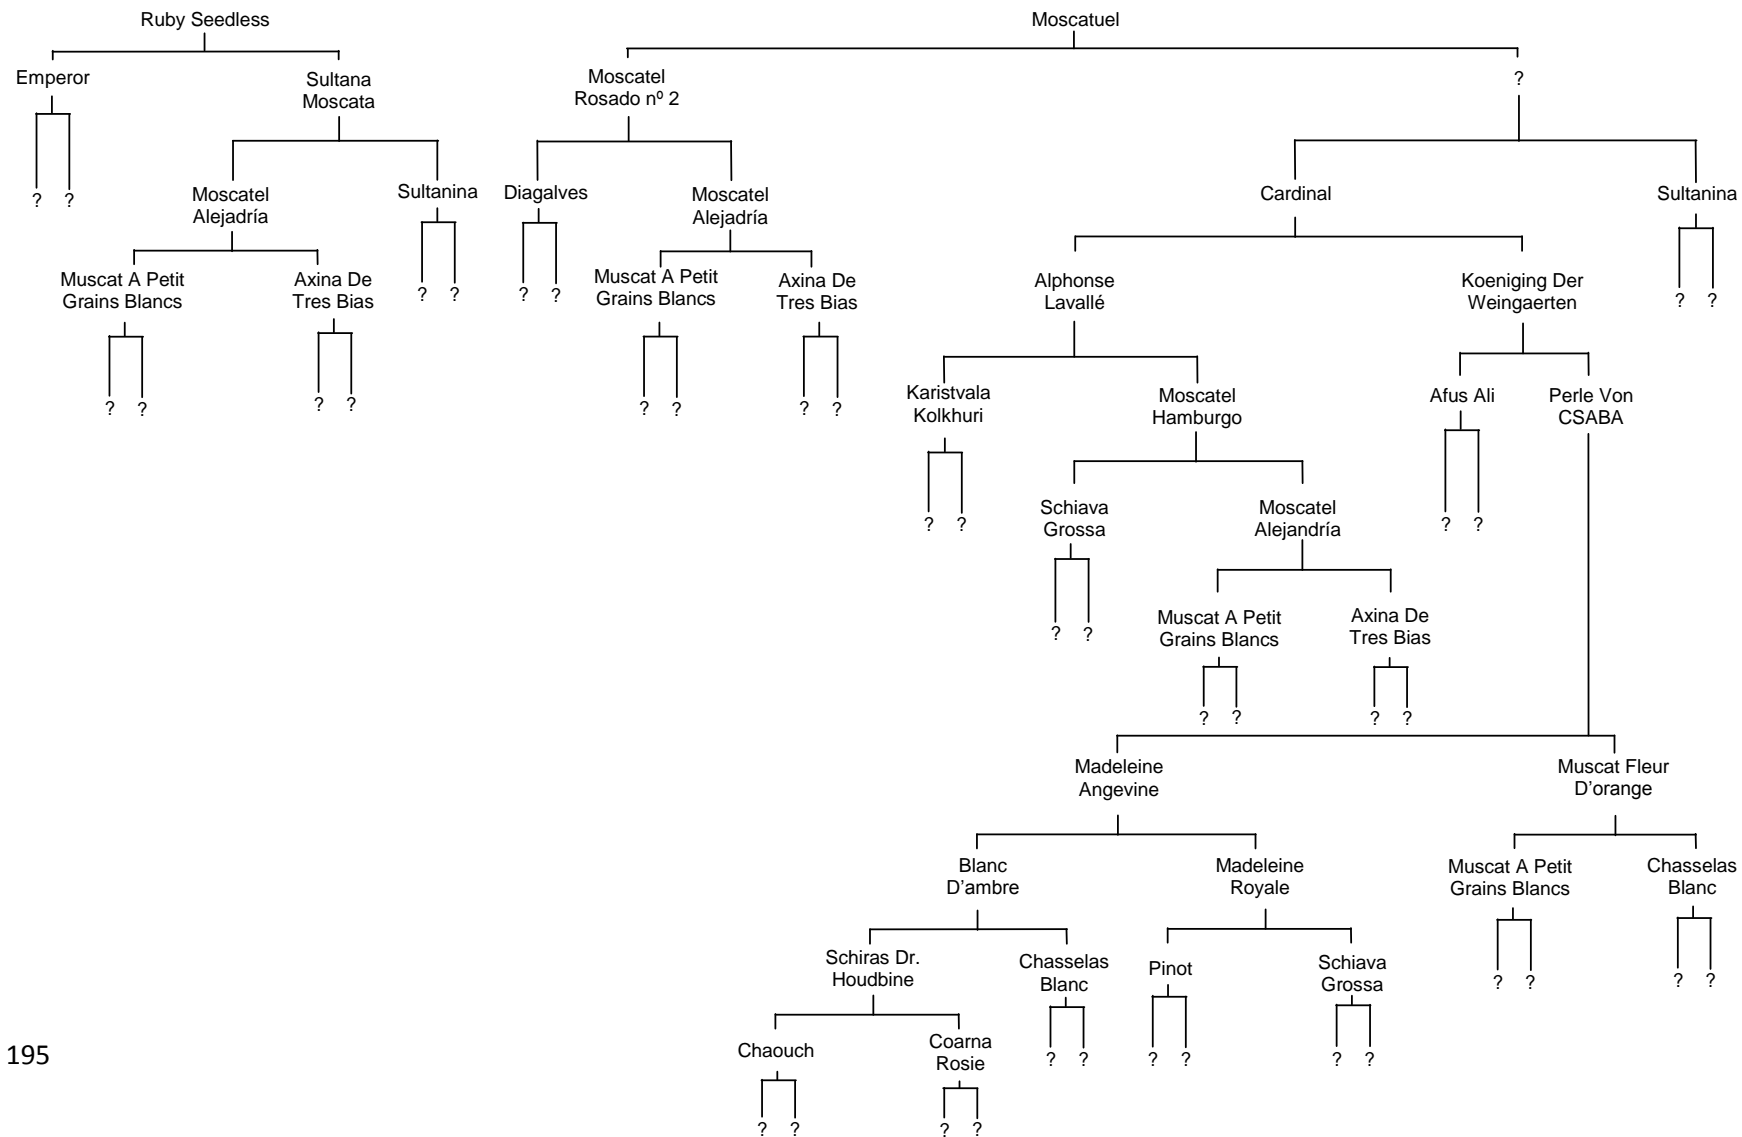 Ruby Seedless
Moscatuel
Emperor
Sultana
Moscata
Moscatel
Rosado nº 2
?
Moscatel
Alejadría
Sultanina
Diagalves
Moscatel
Alejadría
Cardinal
Sultanina
? ?
Muscat A Petit
Grains Blancs
Axina De
Tres Bias
? ?
? ?
Muscat A Petit
Grains Blancs
Axina De
Tres Bias
Alphonse
Lavallé
Koeniging Der
Weingaerten
? ?
? ?
? ?
? ?
? ?
Karistvala
Kolkhuri
Moscatel
Hamburgo
Afus Ali
Perle Von
CSABA
? ?
Schiava
Grossa
Moscatel
Alejandría
? ?
? ?
Muscat A Petit
Grains Blancs
Axina De
Tres Bias
? ?
? ?
Madeleine
Angevine
Muscat Fleur
D’orange
Blanc
D’ambre
Madeleine
Royale
Muscat A Petit
Grains Blancs
Chasselas
Blanc
Schiras Dr.
Houdbine
Chasselas
Blanc
Pinot
Schiava
Grossa
? ?
? ?
Chaouch
Coarna
Rosie
? ?
? ?
? ?
? ?
? ?
195